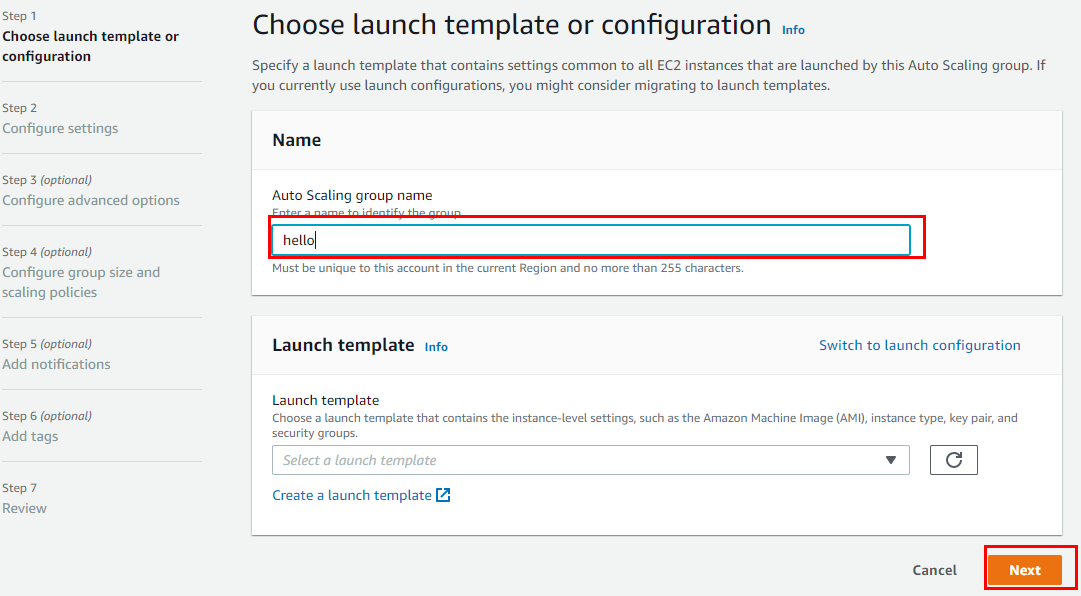 Step 1
Choose launch template or
configuration
Step 2
Configure settings
Step 3 (optional)
Configure advanced options
Step 4 (optional)
Configure group size and
scaling policies
Step 5 (optional)
Add notifications
Step 6 (optional)
Add tags
Step 7
Review
Choose launch template or configuration Info
Specify a launch template that contains settings common to all EC2 instances that are launched by this Auto Scaling group. If
you currently use launch configurations, you might consider migrating to launch templates.
Name
Auto Scaling group name
Enter a name to identify the group.
hello
Must be unique to this account in the current Region and no more than 255 characters.
Launch template Info
Switch to launch configuration
Launch template
Choose a launch template that contains the instance-level settings, such as the Amazon Machine Image (AMI), instance type, key pair, and
security groups.
Select a launch template
Create a launch template
Cancel
Next